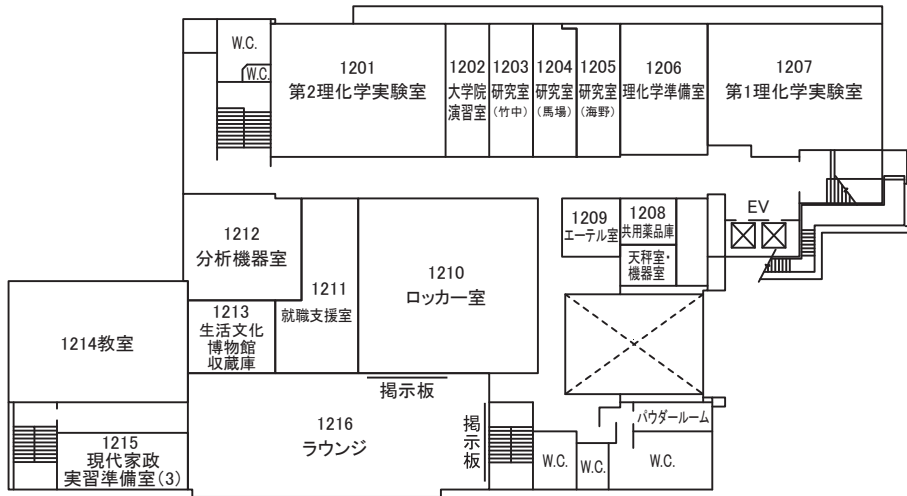 W.C.
W.C.
1201
第2理化学実験室
1202
大学院
演習室
1203
研究室
(竹中)
1204
研究室
(馬場)
1205
研究室
(海野)
1206
理化学準備室
1207
第1理化学実験室
1212
分析機器室
1211
就職支援室
1210
ロッカー室
1209
エーテル室
1208
共用薬品庫
天秤室・
機器室
EV
1213
生活文化
博物館
収蔵庫
1214教室
1215
現代家政
実習準備室(3)
1216
ラウンジ
掲示板
掲示板
パウダールーム
W.C.
W.C.
W.C.